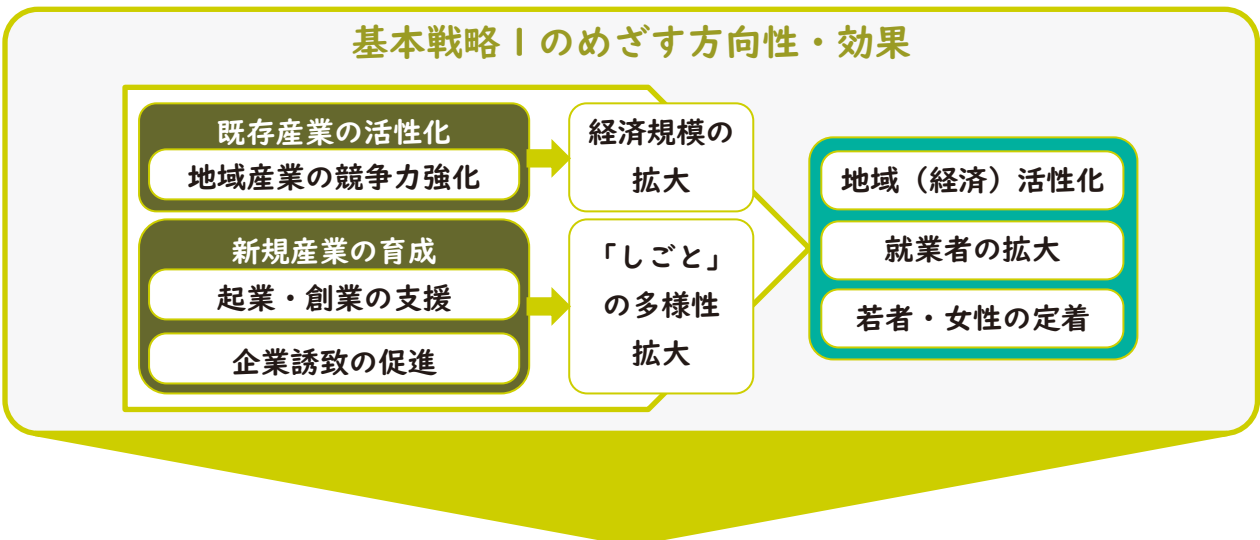 基本戦略Ⅰのめざす方向性・効果
既存産業の活性化
地域産業の競争力強化
経済規模の
拡大
新規産業の育成
起業・創業の支援
企業誘致の促進
「しごと」
の多様性
拡大
地域（経済）活性化
就業者の拡大
若者・女性の定着